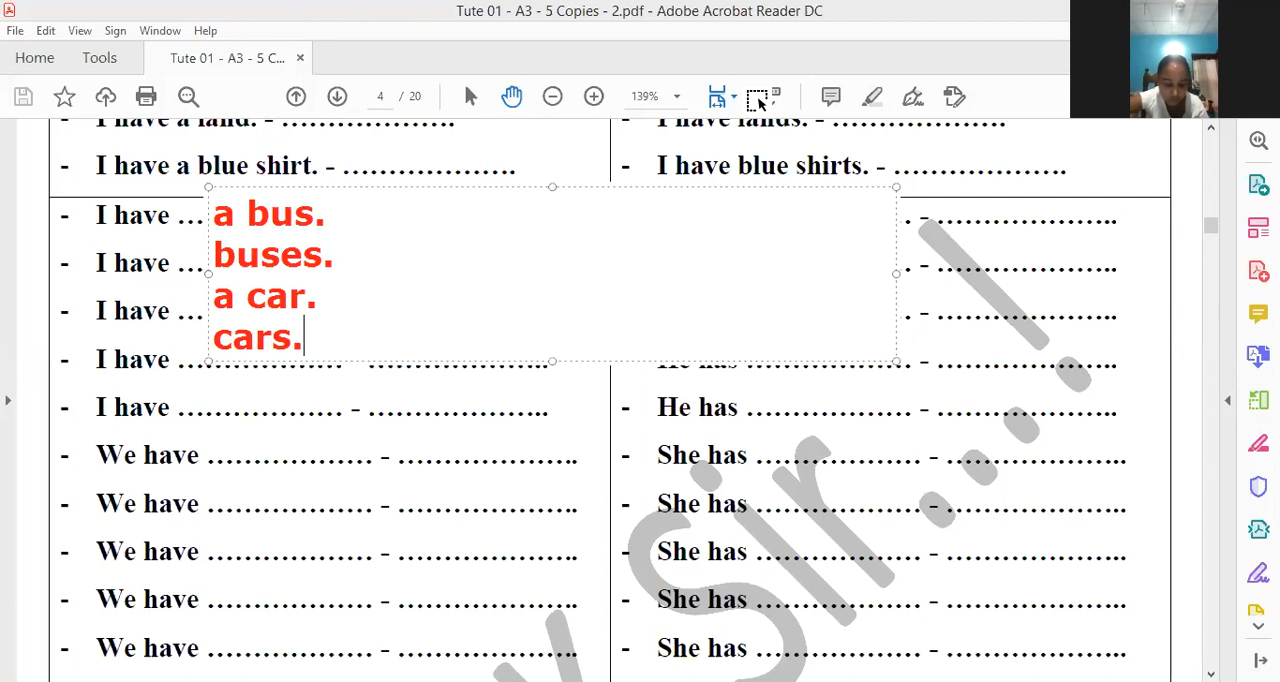 Tute 01 - A3 - 5 Copies - 2.pdf - Adobe Acrobat Reader DC
File Edit View Sign Window Help
Home Tools Tute 01 - A3 - 5 C... ×
4 / 20 139%
- I have a land. - ………………. - I have lands. - ……………….
- I have a blue shirt. - ………………. - I have blue shirts. - ……………….
- I have … a bus. . - ………………..
- I have … buses. . - ………………..
- I have … a car. . - ………………..
cars.
- I have ……………… - ……………….. He has ……………… - ………………..
- I have ……………… - ……………….. - He has ……………… - ………………..
- We have ……………… - ……………….. - She has ……………… - ………………..
- We have ……………… - ……………….. - She has ……………… - ………………..
- We have ……………… - ……………….. - She has ……………… - ………………..
- We have ……………… - ……………….. - She has ……………… - ………………..
- We have ……………… - ……………….. - She has ……………… - ………………..
Sir...!